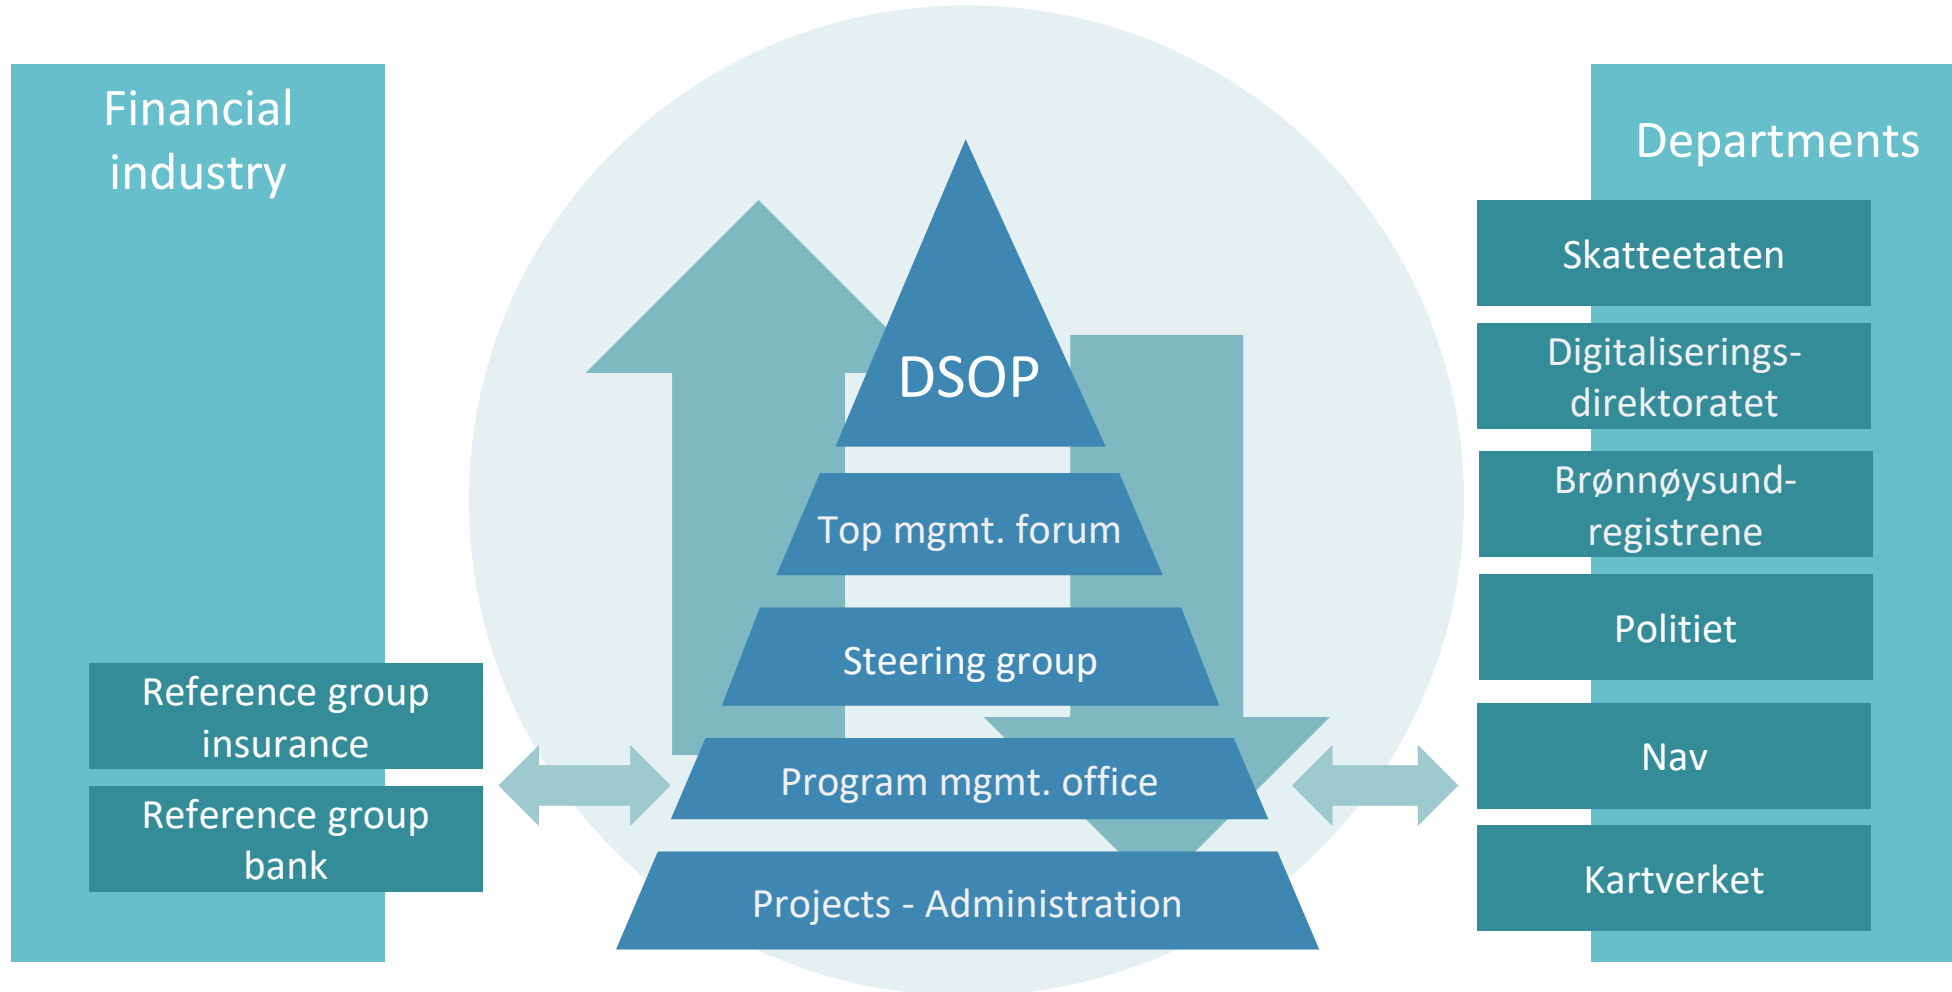 Financial
industry
Reference group
insurance
Reference group
bank
DSOP
Top mgmt. forum
Steering group
Program mgmt. office
Projects - Administration
Departments
Skatteetaten
Digitaliserings-
direktoratet
Brønnøysund-
registrene
Politiet
Nav
Kartverket